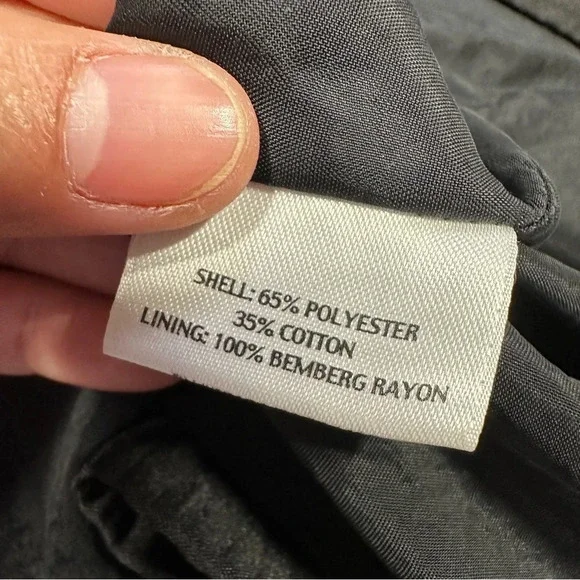 SHELL: 65% POLYESTER
35% COTTON
LINING: 100% BEMBERG RAYON